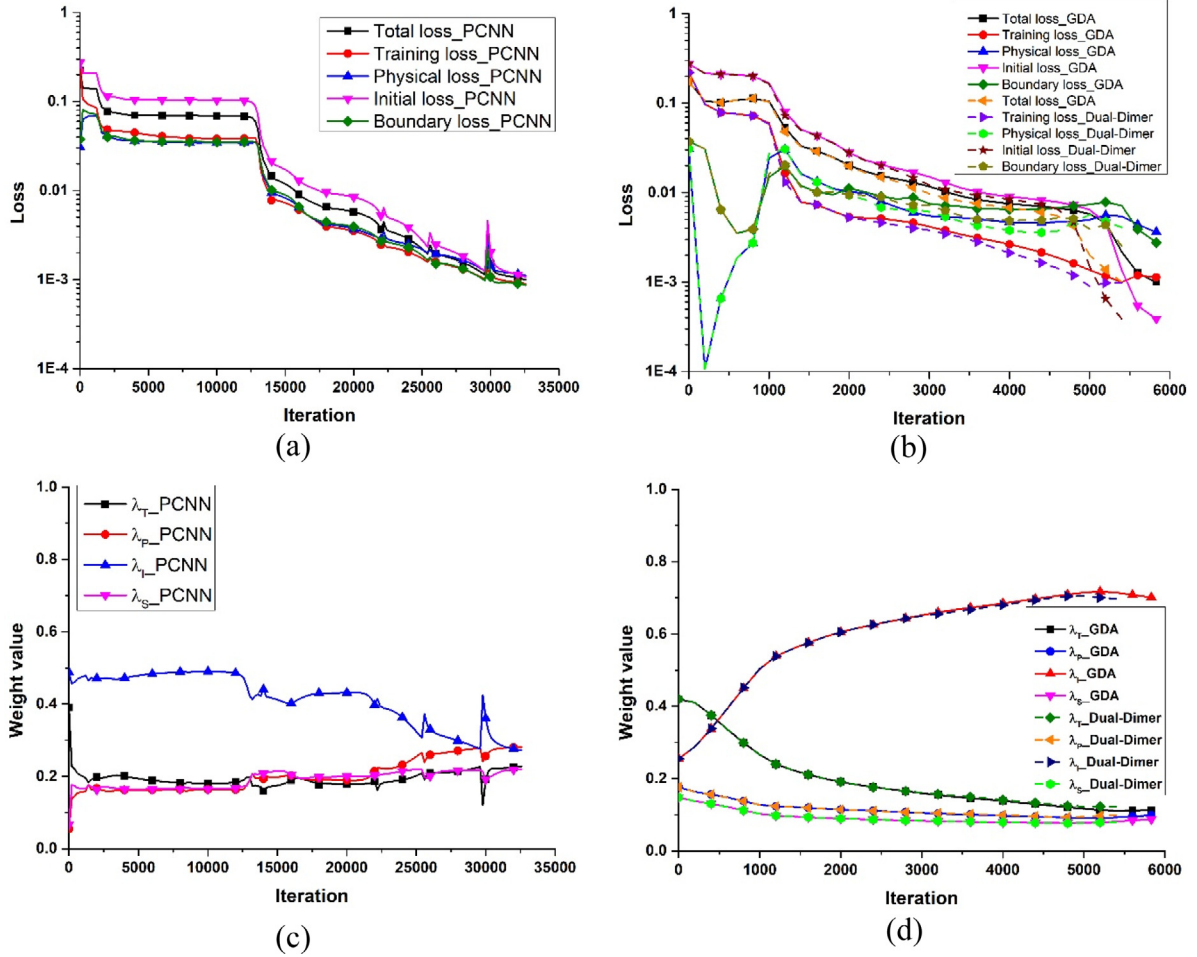 1
0.1
0.01
1E-3
1E-4
Loss
0
5000
10000
15000
20000
25000
30000
35000
Iteration
Total loss_PCNN
Training loss_PCNN
Physical loss_PCNN
Initial loss_PCNN
Boundary loss_PCNN
(a)
1
0.1
0.01
1E-3
1E-4
Loss
0
1000
2000
3000
4000
5000
6000
Iteration
Total loss_GDA
Training loss_GDA
Physical loss_GDA
Initial loss_GDA
Boundary loss_GDA
Total loss_GDA
Training loss_Dual-Dimer
Physical loss_Dual-Dimer
Initial loss_Dual-Dimer
Boundary loss_Dual-Dimer
(b)
1.0
0.8
0.6
0.4
0.2
0.0
Weight value
0
5000
10000
15000
20000
25000
30000
35000
Iteration
λT_PCNN
λP_PCNN
λI_PCNN
λS_PCNN
(c)
1.0
0.8
0.6
0.4
0.2
0.0
Weight value
0
1000
2000
3000
4000
5000
6000
Iteration
λT_GDA
λP_GDA
λI_GDA
λS_GDA
λT_Dual-Dimer
λP_Dual-Dimer
λI_Dual-Dimer
λS_Dual-Dimer
(d)